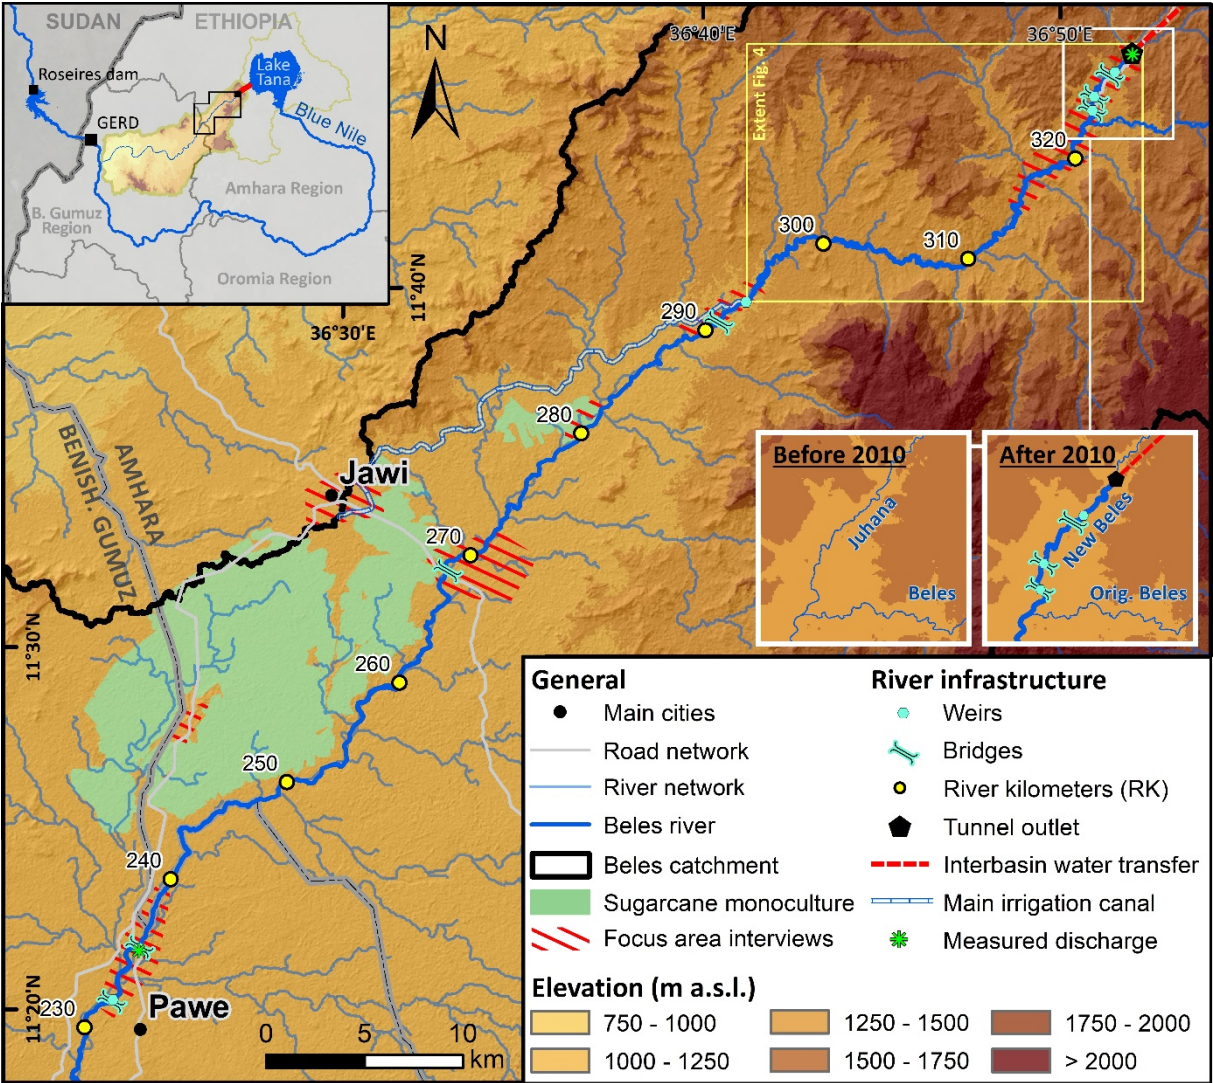 SUDAN
ETHIOPIA
Roseires dam
Lake
Tana
GERD
Blue Nile
Amhara Region
B. Gumuz
Region
Oromia Region
N
36°40'E
36°50'E
Extent Fig. 4
320
300
310
11°40'N
36°30'E
290
280
BENISH. GUMUZ
AMHARA
Jawi
270
Before 2010
Juhana
Beles
After 2010
New Beles
Orig. Beles
11°30'N
260
250
240
230
11°20'N
Pawe
0 5 10
km
General
Main cities
Road network
River network
Beles river
Beles catchment
Sugarcane monoculture
Focus area interviews
River infrastructure
Weirs
Bridges
River kilometers (RK)
Tunnel outlet
Interbasin water transfer
Main irrigation canal
Measured discharge
Elevation (m a.s.l.)
750 - 1000
1000 - 1250
1250 - 1500
1500 - 1750
1750 - 2000
> 2000